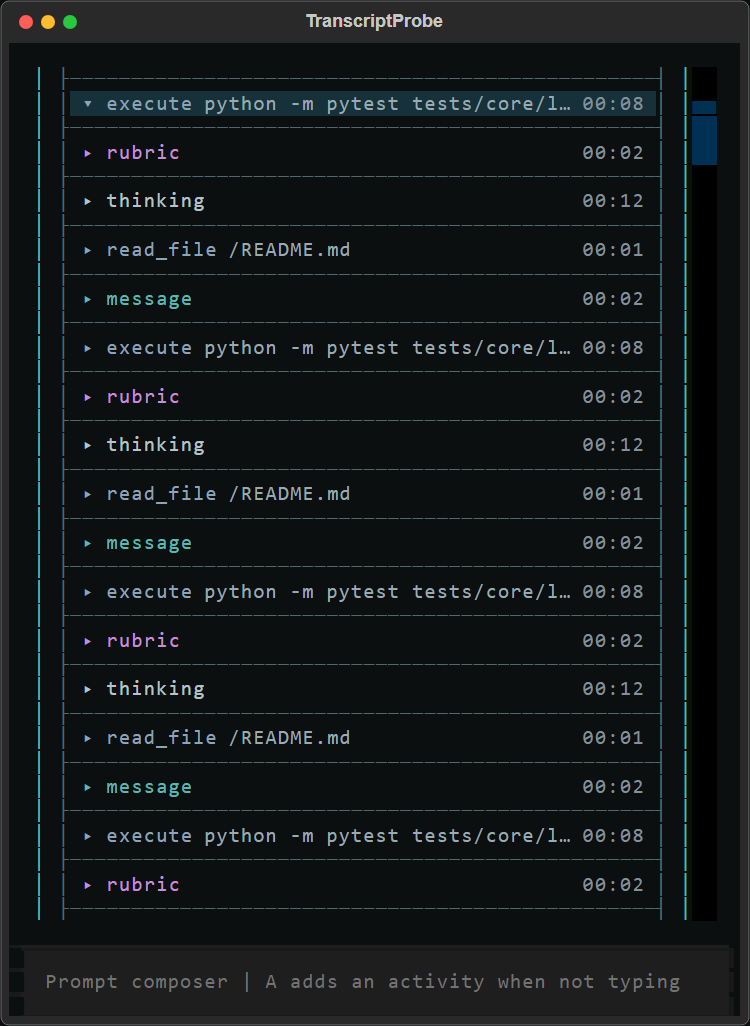 TranscriptProbe
▾ execute python -m pytest tests/core/l… 00:08
▸ rubric 00:02
▸ thinking 00:12
▸ read_file /README.md 00:01
▸ message 00:02
▸ execute python -m pytest tests/core/l… 00:08
▸ rubric 00:02
▸ thinking 00:12
▸ read_file /README.md 00:01
▸ message 00:02
▸ execute python -m pytest tests/core/l… 00:08
▸ rubric 00:02
▸ thinking 00:12
▸ read_file /README.md 00:01
▸ message 00:02
▸ execute python -m pytest tests/core/l… 00:08
▸ rubric 00:02
Prompt composer | A adds an activity when not typing